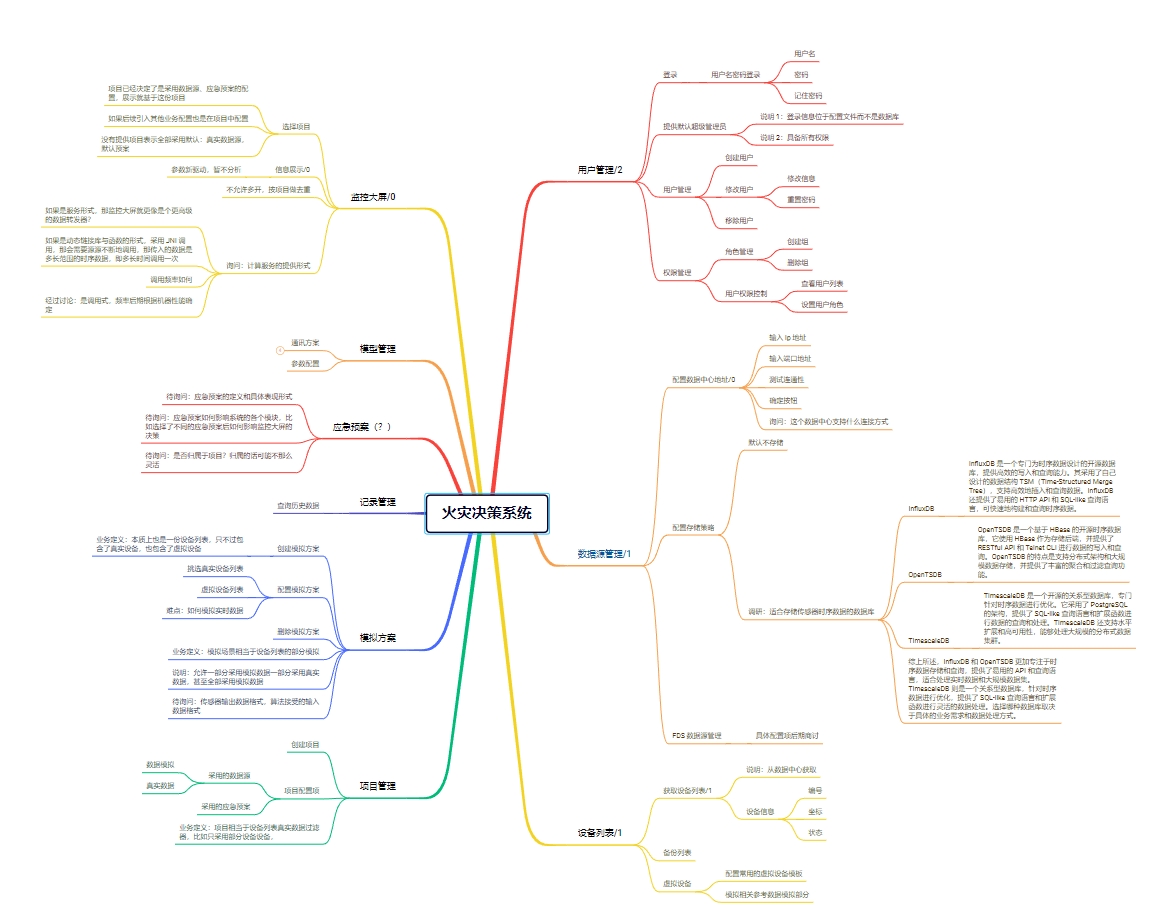 火灾决策系统
用户管理/2
登录
用户名密码登录
用户名
密码
记住密码
提供默认超级管理员
说明 1：登录信息位于配置文件而不是数据库
说明 2：具备所有权限
用户管理
创建用户
修改用户
修改信息
重置密码
移除用户
权限管理
角色管理
创建组
删除组
用户权限控制
查看用户列表
设置用户角色
数据源管理/1
配置数据中心地址/0
输入 ip 地址
输入端口地址
测试连通性
确定按钮
询问：这个数据中心支持什么连接方式
配置存储策略
默认不存储
调研：适合存储传感器时序数据的数据库
InfluxDB
InfluxDB 是一个专门为时序数据设计的开源数据
库，提供高效的写入和查询能力。其采用了自己
设计的数据结构 TSM（Time-Structured Merge
Tree），支持高效地插入和查询数据。InfluxDB
还提供了易用的 HTTP API 和 SQL-like 查询语
言，可快速地构建和查询时序数据。
OpenTSDB
OpenTSDB 是一个基于 HBase 的开源时序数据
库，它使用 HBase 作为存储后端，并提供了
RESTful API 和 Telnet CLI 进行数据的写入和查
询。OpenTSDB 的特点是支持分布式架构和大规
模数据存储，并提供了丰富的聚合和过滤查询功
能。
TimescaleDB
TimescaleDB 是一个开源的关系型数据库，专门
针对时序数据进行优化。它采用了 PostgreSQL
的架构，提供了 SQL-like 查询语言和扩展函数进
行数据的查询和处理。TimescaleDB 还支持水平
扩展和高可用性，能够处理大规模的分布式数据
集群。
综上所述，InfluxDB 和 OpenTSDB 更加专注于时
序数据存储和查询，提供了易用的 API 和查询语
言，适合处理实时数据和大规模数据集。
TimescaleDB 则是一个关系型数据库，针对时序
数据进行优化，提供了 SQL-like 查询语言和扩展
函数进行灵活的数据处理。选择哪种数据库取决
于具体的业务需求和数据处理方式。
FDS 数据源管理
具体配置项后期商讨
设备列表/1
获取设备列表/1
说明：从数据中心获取
设备信息
编号
坐标
状态
备份列表
虚拟设备
配置常用的虚拟设备模板
模拟相关参考数据模拟部分
监控大屏/0
选择项目
项目已经决定了是采用数据源，应急预案的配
置，展示就基于这份项目
如果后续引入其他业务配置也是在项目中配置
没有提供项目表示全部采用默认：真实数据源，
默认预案
信息展示/0
参数新驱动，暂不分析
不允许多开，按项目做去重
询问：计算服务的提供形式
如果是服务形式，那监控大屏就更像是个更高级
的数据转发器？
如果是动态链接库与函数的形式，采用 JNI 调
用，那会需要源源不断地调用，那传入的数据是
多长范围的时序数据，即多长时间调用一次
调用频率如何
经过讨论：是调用式，频率后期根据机器性能确
定
模型管理
通讯方案
参数配置
应急预案（？）
待询问：应急预案的定义和具体表现形式
待询问：应急预案如何影响系统的各个模块，比
如选择了不同的应急预案后如何影响监控大屏的
决策
待询问：是否归属于项目？归属的话可能不那么
灵活
记录管理
查询历史数据
模拟方案
创建模拟方案
业务定义：本质上也是一份设备列表，只不过包
含了真实设备，也包含了虚拟设备
配置模拟方案
挑选真实设备列表
虚拟设备列表
难点：如何模拟实时数据
删除模拟方案
业务定义：模拟场景相当于设备列表的部分模拟
说明：允许一部分采用模拟数据一部分采用真实
数据，甚至全部采用模拟数据
待询问：传感器输出数据格式，算法接受的输入
数据格式
项目管理
创建项目
项目配置项
采用的数据源
数据模拟
真实数据
采用的应急预案
业务定义：项目相当于设备列表真实数据过滤
器，比如只采用部分设备设备，